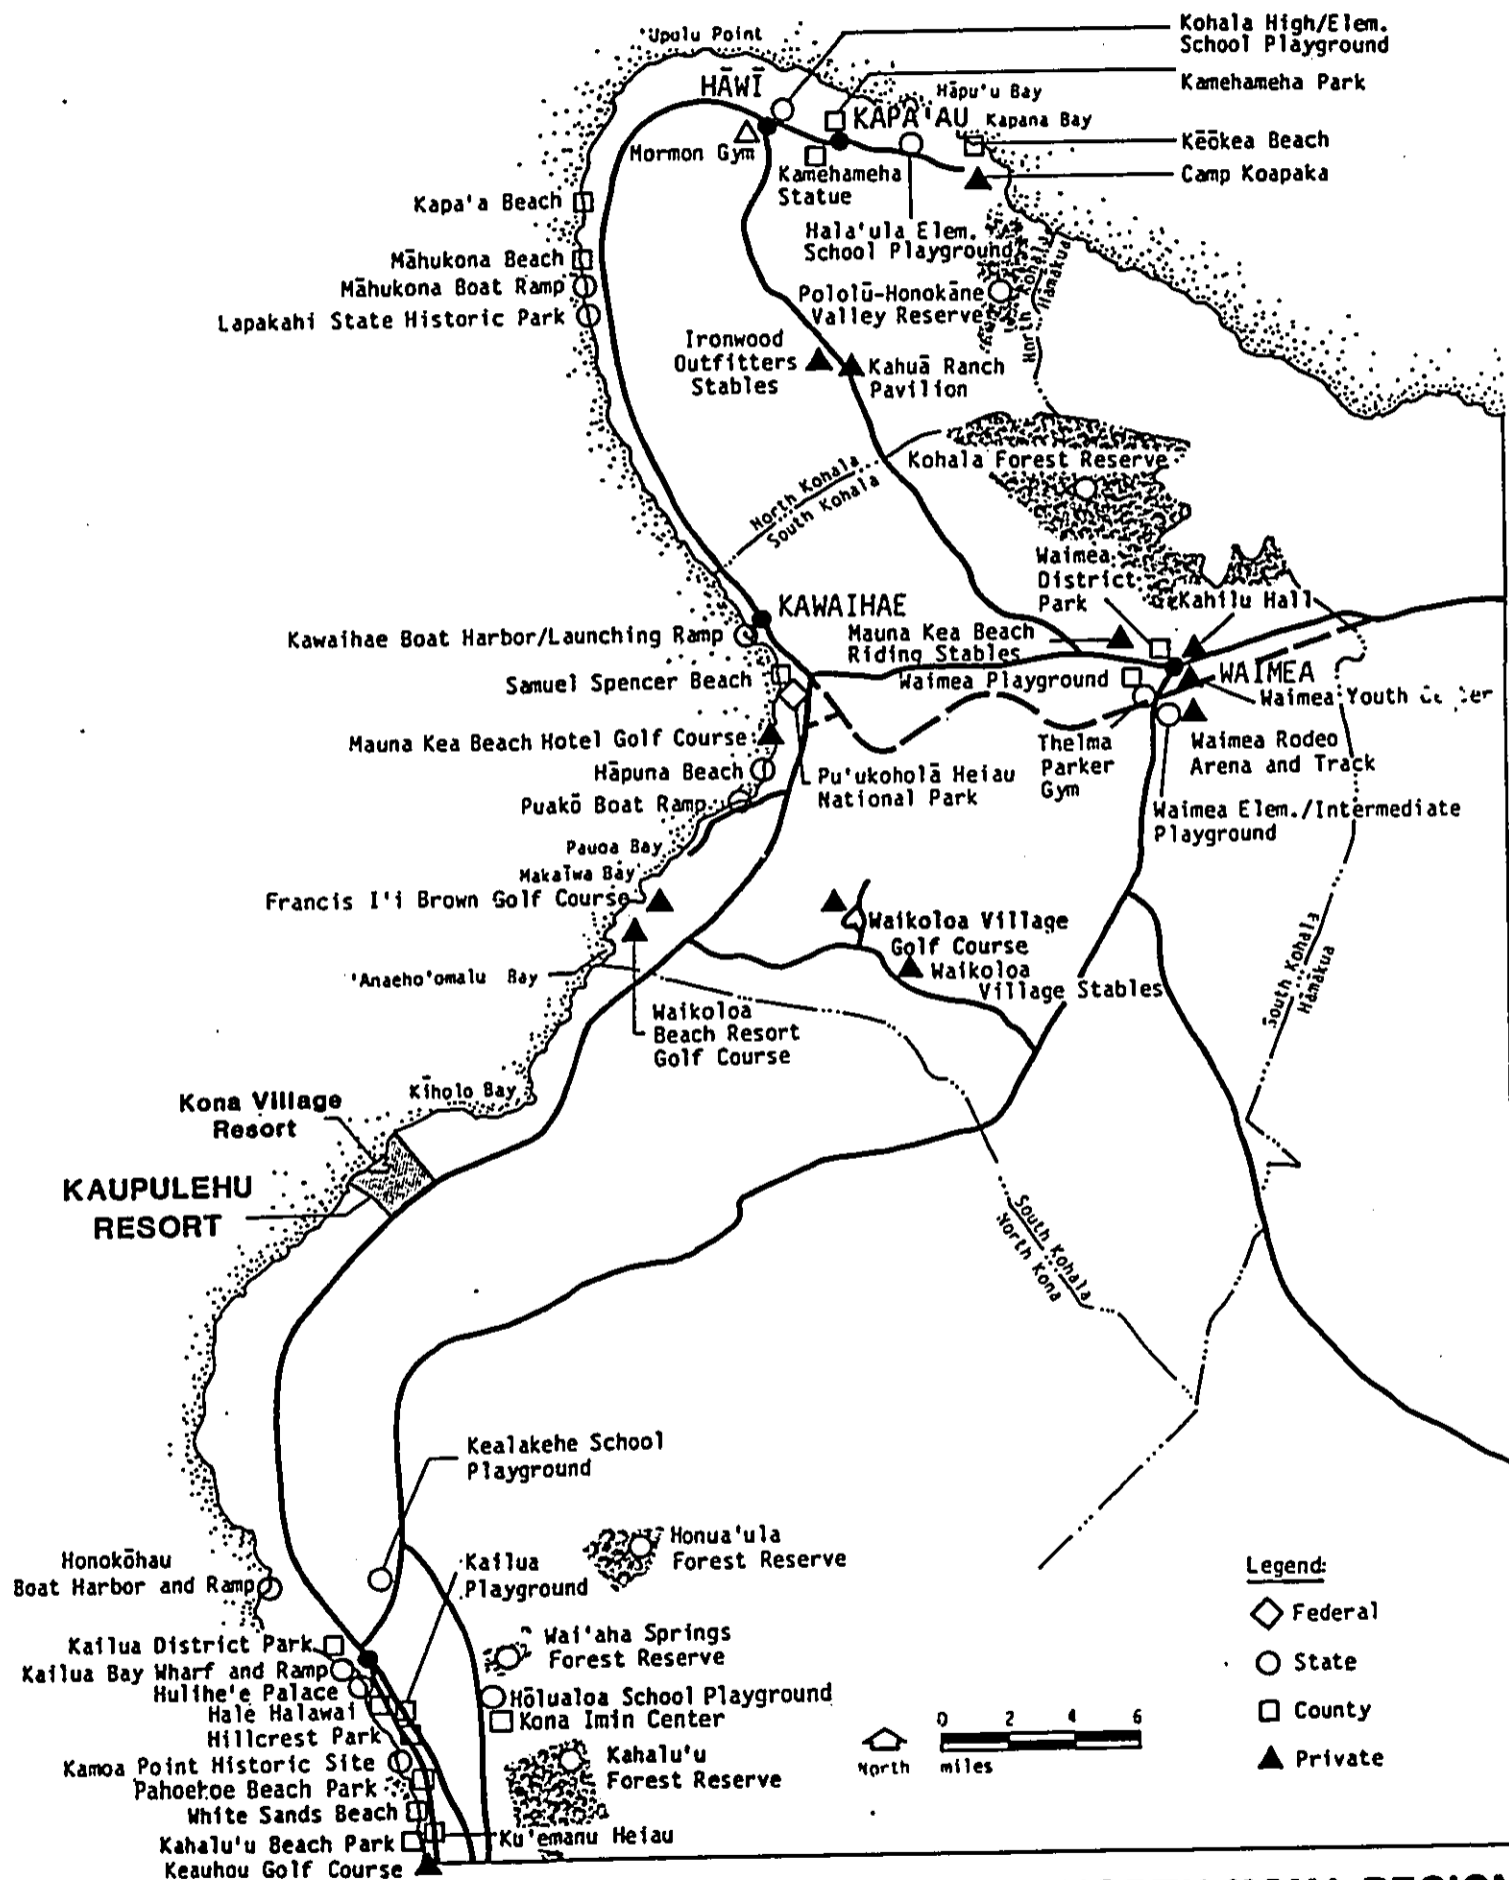 'Upulu Point
Kohala High/Elem.
School Playground
HĀWĪ
Kamehameha Park
Hāpu'u Bay
KAPA'AU
Kapana Bay
Mormon Gym
Kēōkea Beach
Kamehameha
Statue
Camp Koapaka
Kapa'a Beach
Hala'ula Elem.
School Playground
North Kohala
Hāmakua
Māhukona Beach
Māhukona Boat Ramp
Lapakahi State Historic Park
Pololū-Honokāne
Valley Reserve
Ironwood
Outfitters
Stables
Kahuā Ranch
Pavilion
Kohala Forest Reserve
North Kohala
South Kohala
Waimea
District
Park
Kahilu Hall
KAWAIHAE
Kawaihae Boat Harbor/Launching Ramp
Mauna Kea Beach
Riding Stables
Samuel Spencer Beach
Waimea Playground
WAIMEA
Waimea Youth
Mauna Kea Beach Hotel Golf Course
Thelma
Parker
Gym
Waimea Rodeo
Arena and Track
Hāpuna Beach
Pu'ukoholā Heiau
National Park
Puakō Boat Ramp
Waimea Elem./Intermediate
Playground
Pauoa Bay
Makaīwa Bay
Francis I'i Brown Golf Course
Waikoloa Village
Golf Course
'Anaeho'omalu Bay
Waikoloa
Village Stables
South Kohala
Hāmakua
Waikoloa
Beach Resort
Golf Course
Kīholo Bay
Kona Village
Resort
KAUPULEHU
RESORT
South Kohala
North Kona
Kealakehe School
Playground
Honokōhau
Boat Harbor and Ramp
Kailua
Playground
Honua'ula
Forest Reserve
Legend:
Federal
State
County
Private
Kailua District Park
Wai'aha Springs
Forest Reserve
Kailua Bay Wharf and Ramp
Hulihe'e Palace
Hōlualoa School Playground
Hale Halawai
Kona Imin Center
Hillcrest Park
Kamoa Point Historic Site
Kahalu'u
Forest Reserve
Pahoehoe Beach Park
White Sands Beach
Ku'emanu Heiau
Kahalu'u Beach Park
Keauhou Golf Course
North
0 2 4 6
miles